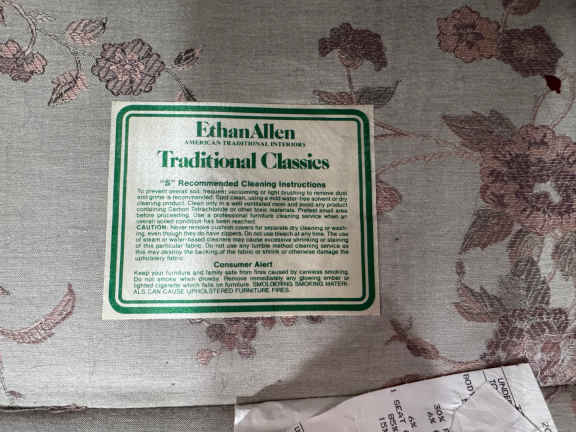 Ethan Allen
AMERICAN TRADITIONAL INTERIORS
Traditional Classics
"S" Recommended Cleaning Instructions
To prevent overall soil, frequent vacuuming or light brushing to remove dust
and grime is recommended. Spot clean, using a mild water-free solvent or dry
cleaning product. Clean only in a well ventilated room and avoid any product
containing Carbon Tetrachloride or other toxic materials. Pretest small area
before proceeding. Use a professional furniture cleaning service when an
overall soiled condition has been reached.
CAUTION: Never remove cushion covers for separate dry cleaning or wash-
ing, even though they do have zippers. Do not use bleach at any time. The use
of steam or water-based cleaners may cause excessive shrinking or staining
of this particular fabric. Do not use any tumble method cleaning service as
this may destroy the backing of the fabric or shrink or otherwise damage the
upholstery fabric.
Consumer Alert
Keep your furniture and family safe from fires caused by careless smoking.
Do not smoke when drowsy. Remove immediately any glowing ember or
lighted cigarette which falls on furniture. SMOLDERING SMOKING MATERI-
ALS CAN CAUSE UPHOLSTERED FURNITURE FIRES.
UNDER
BODY
30%
6%
SEAT
85%
15%